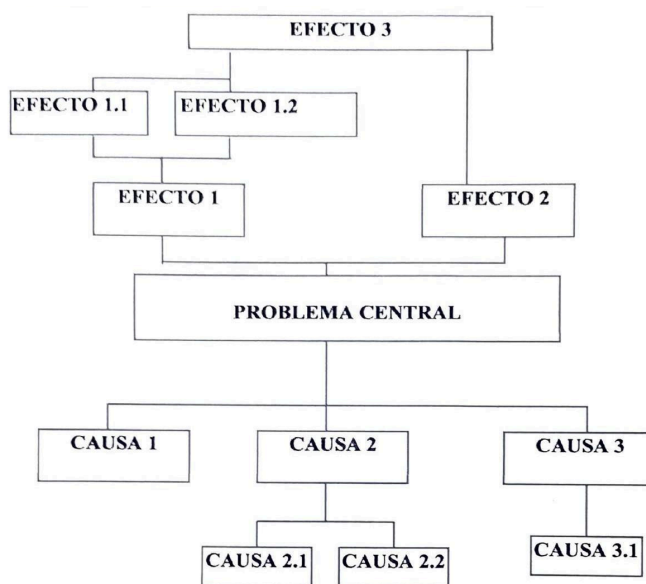 EFECTO 3
EFECTO 1.1
EFECTO 1.2
EFECTO 1
EFECTO 2
PROBLEMA CENTRAL
CAUSA 1
CAUSA 2
CAUSA 3
CAUSA 2.1
CAUSA 2.2
CAUSA 3.1